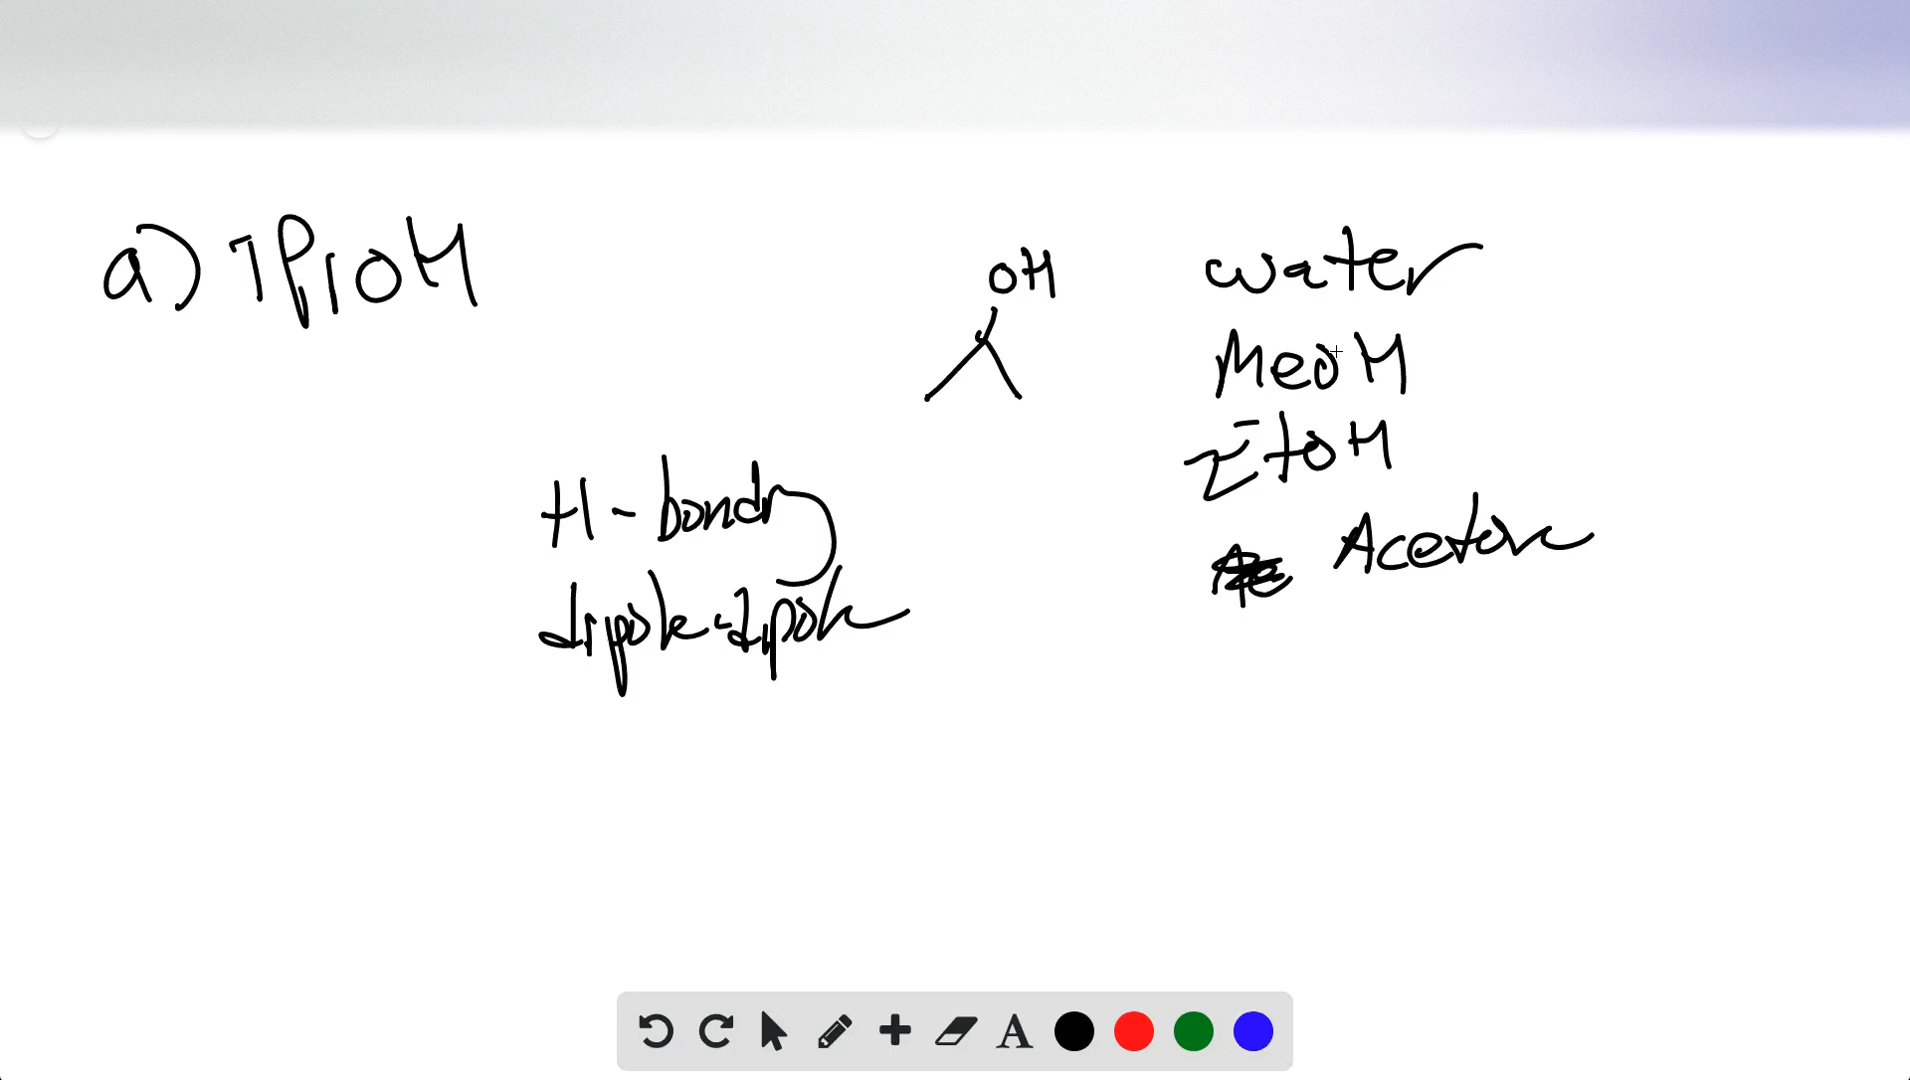 a) iPrOH
OH
water
MeOH
EtOH
Acetone
H-bonding
dipole-dipole